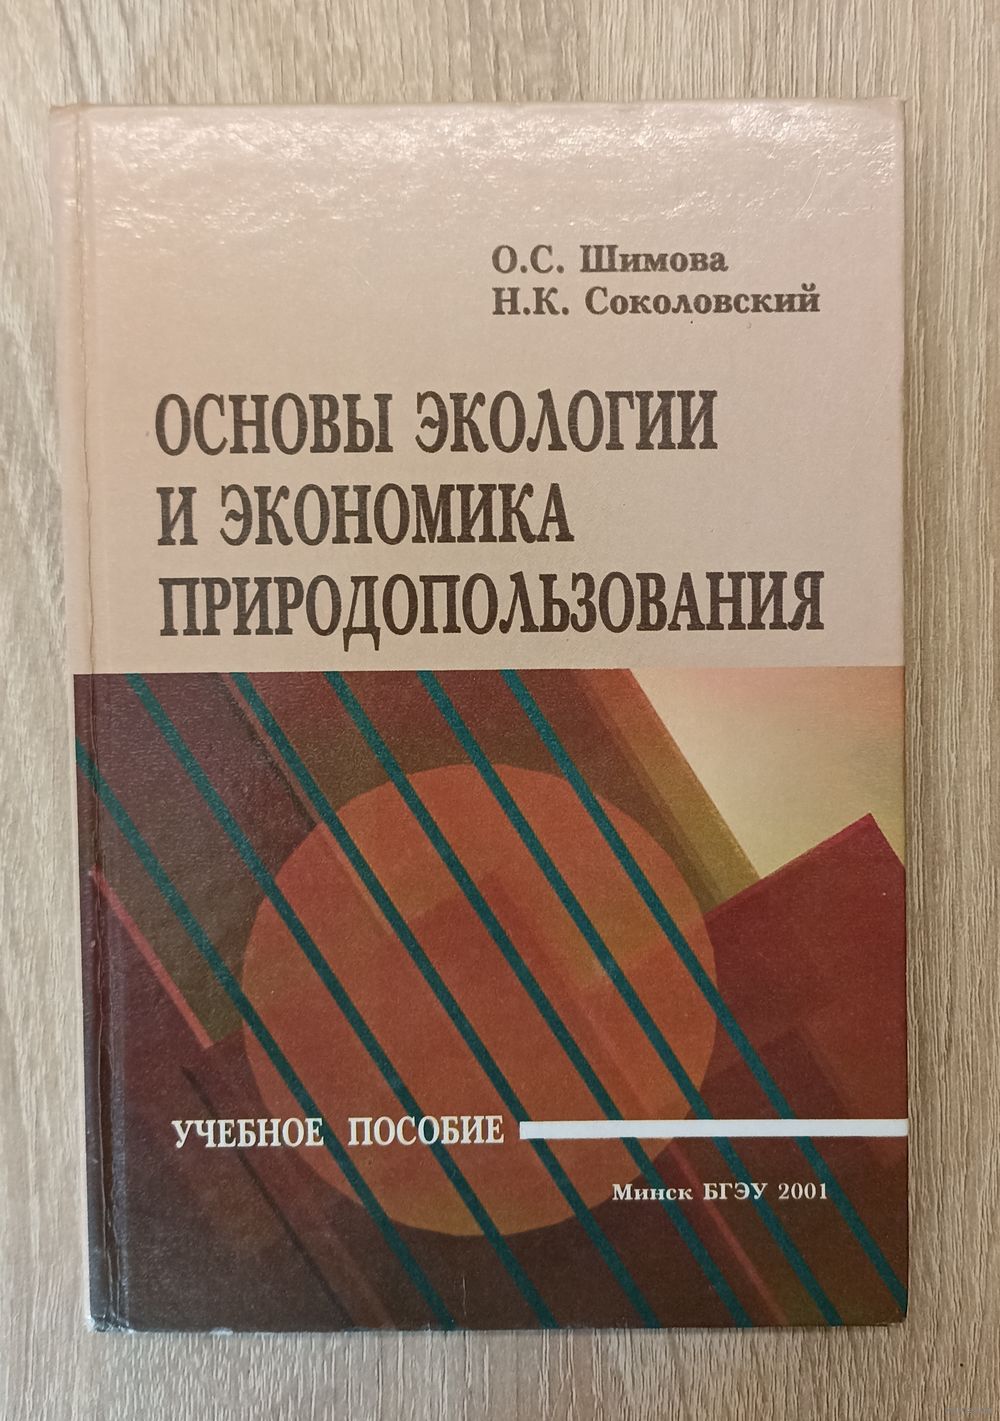 О.С. Шимова
Н.К. Соколовский
ОСНОВЫ ЭКОЛОГИИ
И ЭКОНОМИКА
ПРИРОДОПОЛЬЗОВАНИЯ
УЧЕБНОЕ ПОСОБИЕ
Минск БГЭУ 2001